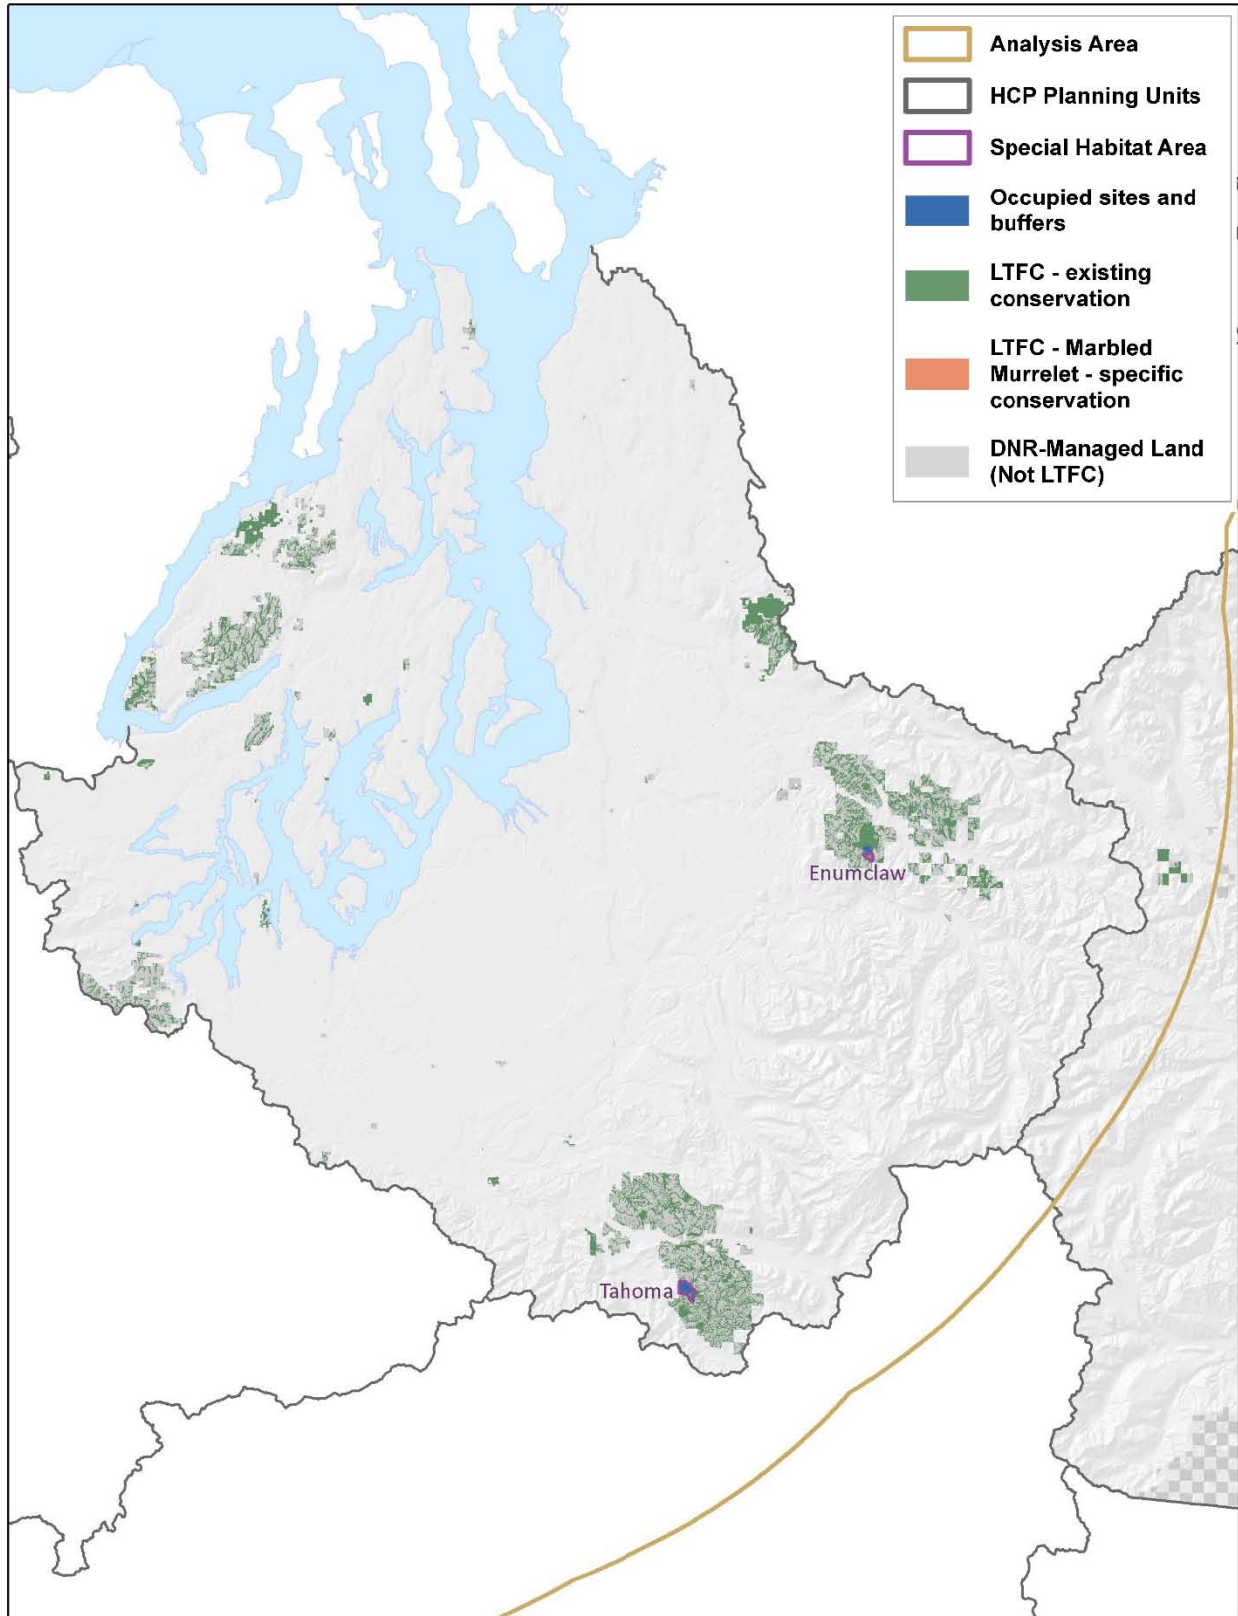 Analysis Area
HCP Planning Units
Special Habitat Area
Occupied sites and
buffers
LTFC - existing
conservation
LTFC - Marbled
Murrelet - specific
conservation
DNR-Managed Land
(Not LTFC)
Enumclaw
Tahoma